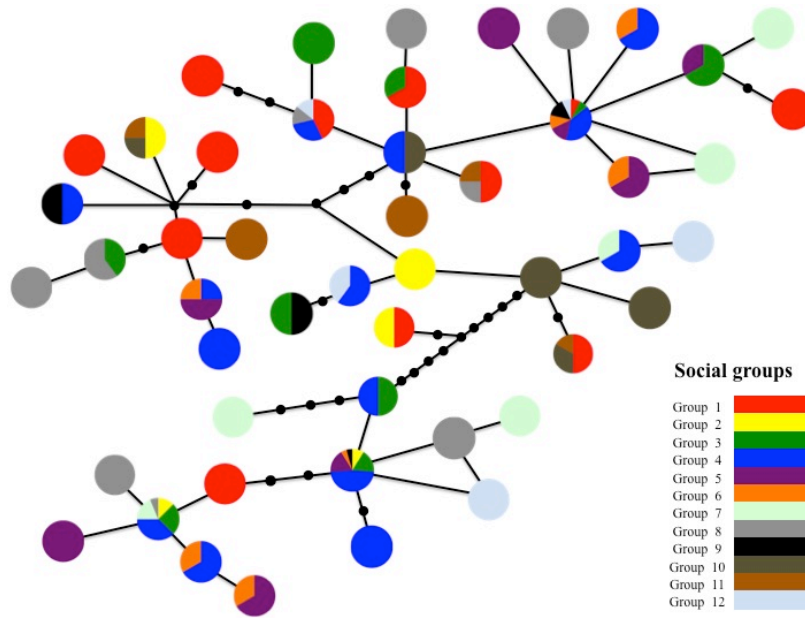 Social groups
Group 1
Group 2
Group 3
Group 4
Group 5
Group 6
Group 7
Group 8
Group 9
Group 10
Group 11
Group 12